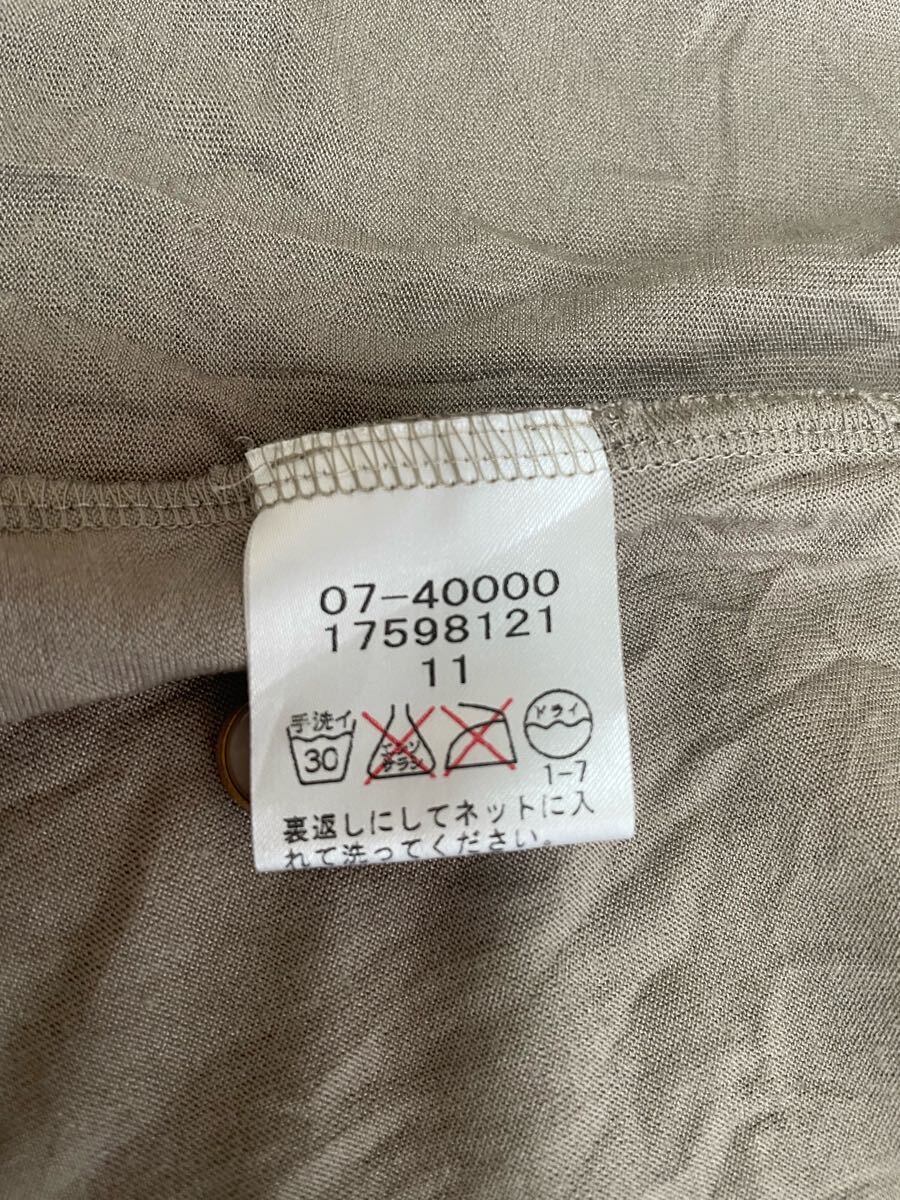 07-40000
17598121
11
手洗イ
30
エンソ
サラシ
ドライ
1-7
裏返しにしてネットに入
れて洗ってください。